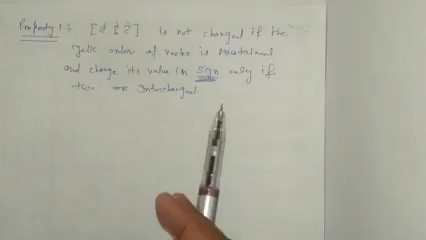 Property 1 :- [a⃗ b⃗ c⃗] is not changed if the
cyclic order of vector is Maintained
and change its value in sign only if
two are interchanged